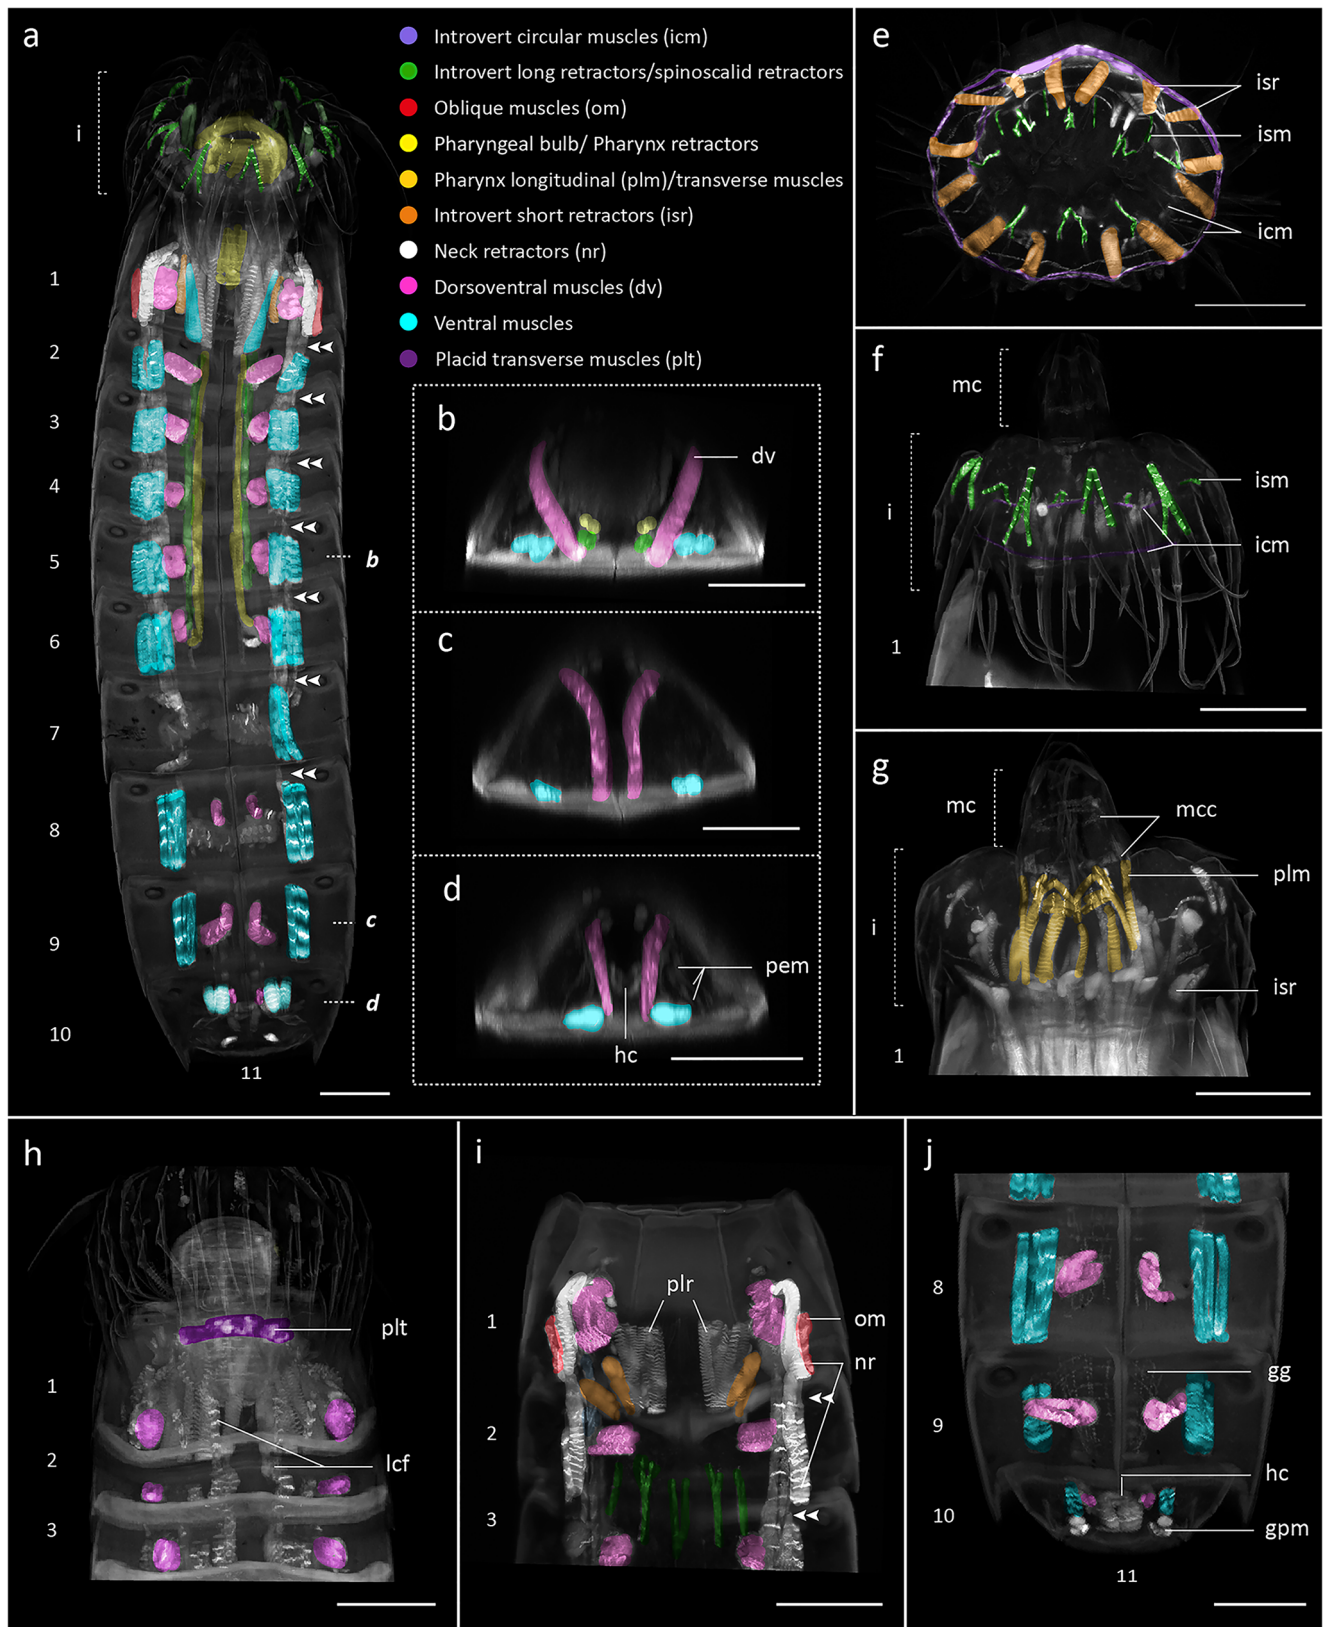 a
Introvert circular muscles (icm)
Introvert long retractors/spinoscalid retractors
Oblique muscles (om)
Pharyngeal bulb/ Pharynx retractors
Pharynx longitudinal (plm)/transverse muscles
Introvert short retractors (isr)
Neck retractors (nr)
Dorsoventral muscles (dv)
Ventral muscles
Placid transverse muscles (plt)
i
1
2
3
4
5
6
7
8
9
10
11
b
c
d
b
dv
c
d
pem
hc
e
isr
ism
icm
f
mc
i
ism
icm
1
g
mc
mcc
plm
i
isr
1
h
plt
1
2
lcf
3
i
plr
1
om
nr
2
3
j
8
gg
9
hc
10
gpm
11